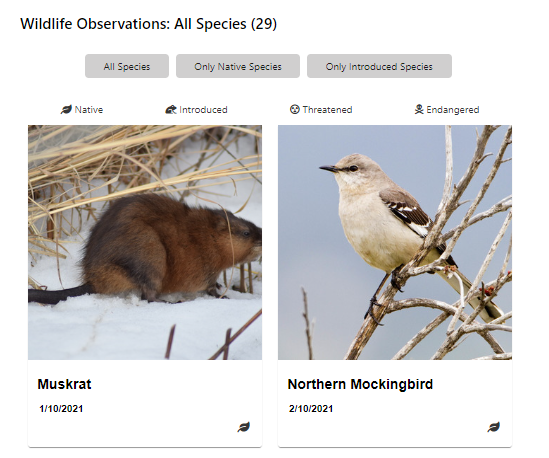 Wildlife Observations: All Species (29)
All Species Only Native Species Only Introduced Species
Native Introduced Threatened Endangered
Muskrat
1/10/2021
Northern Mockingbird
2/10/2021